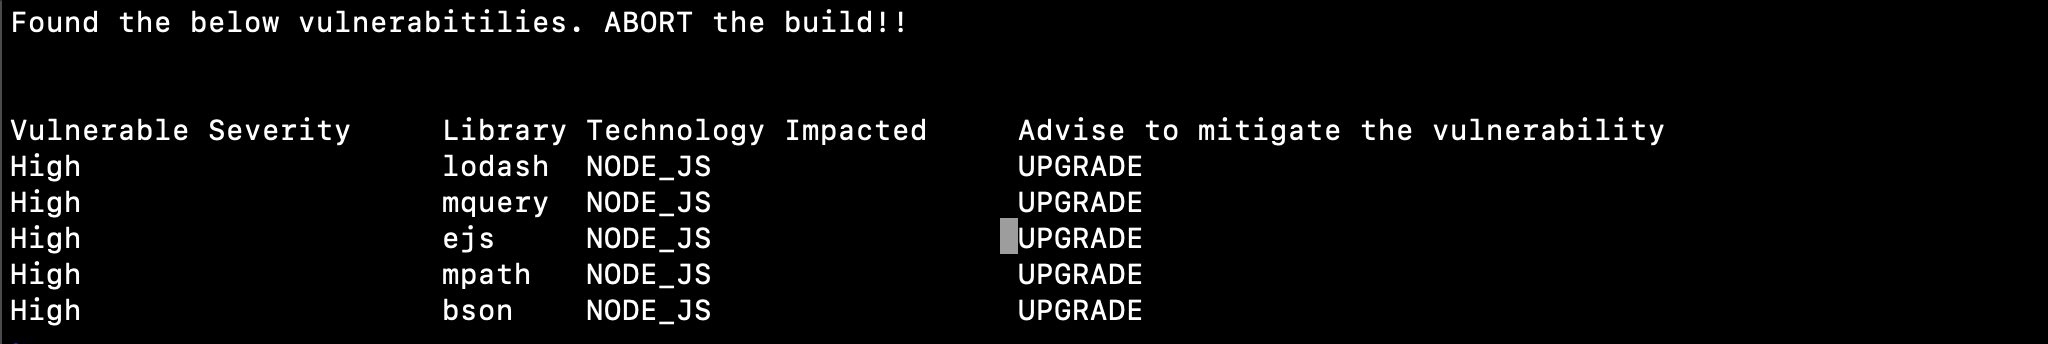 Found the below vulnerabitilies. ABORT the build!!
Vulnerable Severity Library Technology Impacted Advise to mitigate the vulnerability
High lodash NODE_JS UPGRADE
High mquery NODE_JS UPGRADE
High ejs NODE_JS UPGRADE
High mpath NODE_JS UPGRADE
High bson NODE_JS UPGRADE